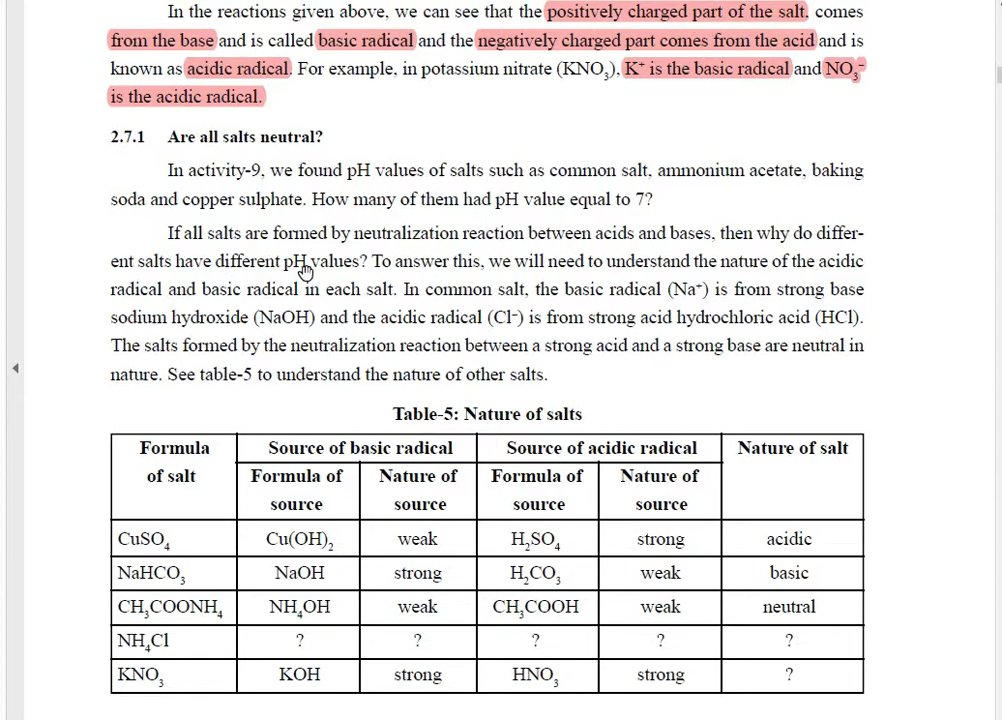 In the reactions given above, we can see that the positively charged part of the salt, comes
from the base and is called basic radical and the negatively charged part comes from the acid and is
known as acidic radical. For example, in potassium nitrate (KNO₃), K⁺ is the basic radical and NO₃⁻
is the acidic radical.
2.7.1 Are all salts neutral?
In activity-9, we found pH values of salts such as common salt, ammonium acetate, baking
soda and copper sulphate. How many of them had pH value equal to 7?
If all salts are formed by neutralization reaction between acids and bases, then why do differ-
ent salts have different pH values? To answer this, we will need to understand the nature of the acidic
radical and basic radical in each salt. In common salt, the basic radical (Na⁺) is from strong base
sodium hydroxide (NaOH) and the acidic radical (Cl⁻) is from strong acid hydrochloric acid (HCl).
The salts formed by the neutralization reaction between a strong acid and a strong base are neutral in
nature. See table-5 to understand the nature of other salts.
Table-5: Nature of salts
Formula Source of basic radical Source of acidic radical Nature of salt
of salt Formula of Nature of Formula of Nature of
source source source source
CuSO₄ Cu(OH)₂ weak H₂SO₄ strong acidic
NaHCO₃ NaOH strong H₂CO₃ weak basic
CH₃COONH₄ NH₄OH weak CH₃COOH weak neutral
NH₄Cl ? ? ? ? ?
KNO₃ KOH strong HNO₃ strong ?